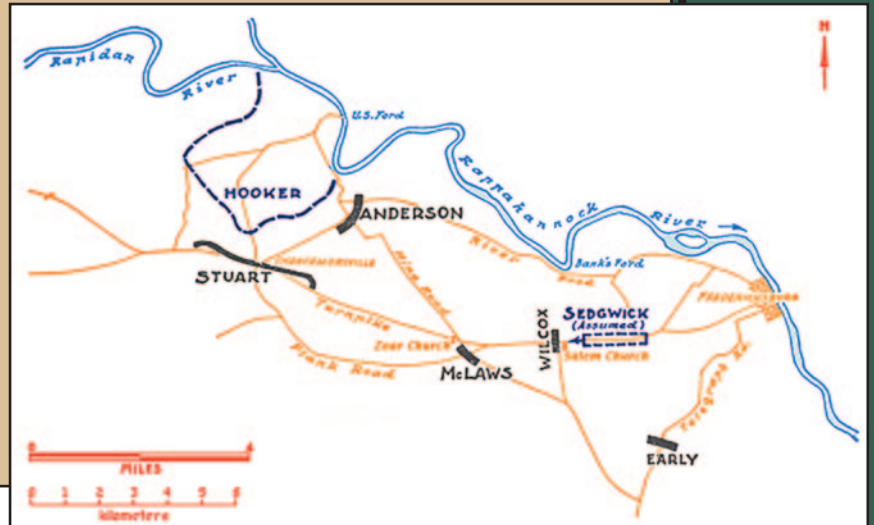 N
Rapidan
River
U.S. Ford
HOOKER
Rappahannock
River
ANDERSON
River
Road
Bank's Ford
STUART
CHANCELLORSVILLE
Mine Road
FREDERICKSBURG
SEDGWICK
(Assumed)
Turnpike
Zoar Church
WILCOX
Salem Church
Plank Road
McLAWS
Telegraph Rd.
EARLY
0 4
MILES
0 1 2 3 4 5 6
kilometers